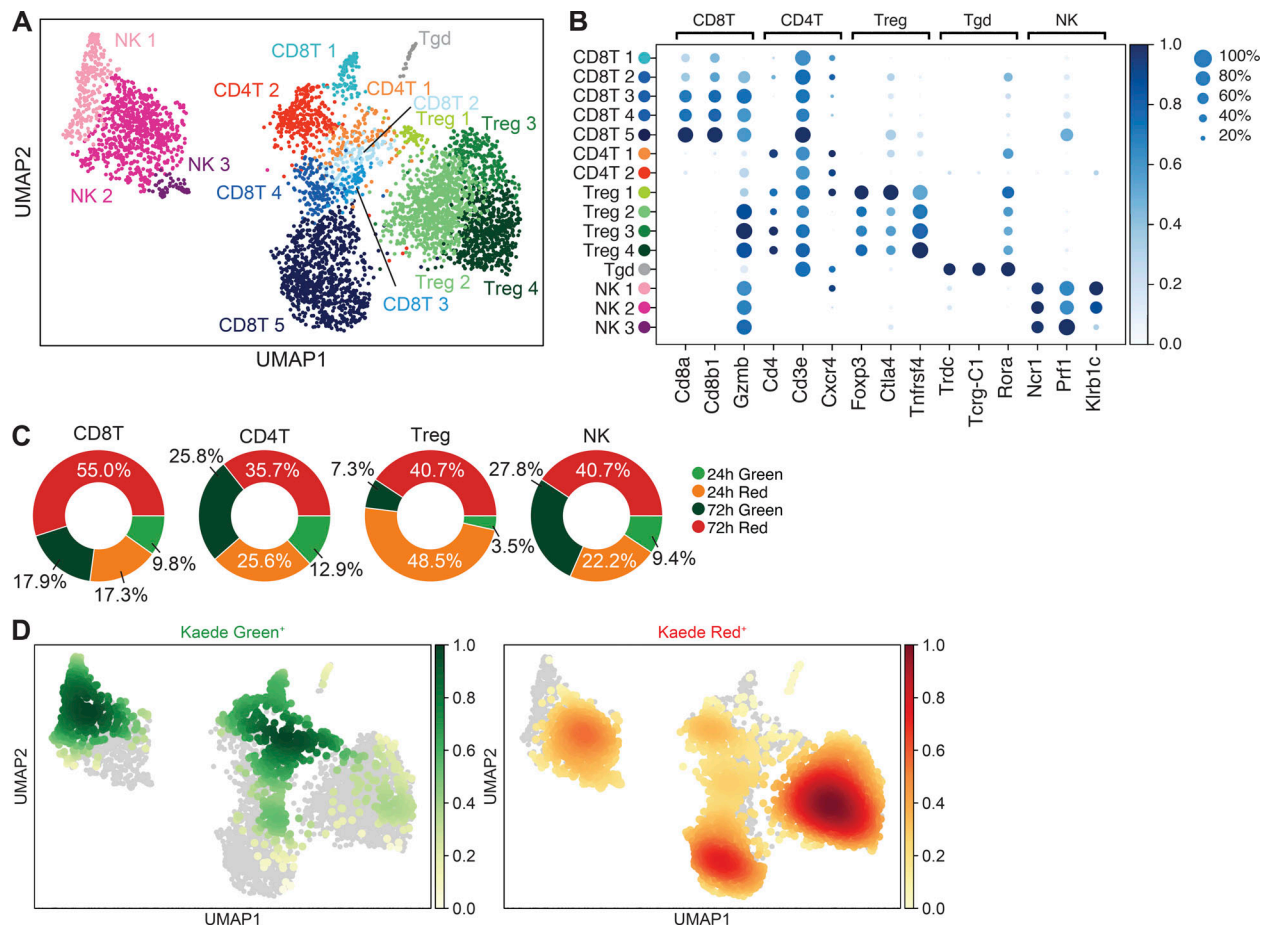 A
NK 1
NK 2
NK 3
CD8T 1
CD4T 2
CD4T 1
Tgd
CD8T 2
Treg 1
Treg 3
CD8T 4
Treg 2
Treg 4
CD8T 3
CD8T 5
UMAP2
UMAP1
B
CD8T CD4T Treg Tgd NK
CD8T 1
CD8T 2
CD8T 3
CD8T 4
CD8T 5
CD4T 1
CD4T 2
Treg 1
Treg 2
Treg 3
Treg 4
Tgd
NK 1
NK 2
NK 3
Cd8a
Cd8b1
Gzmb
Cd4
Cd3e
Cxcr4
Foxp3
Ctla4
Tnfrsf4
Trdc
Tcrg-C1
Rora
Ncr1
Prf1
Klrb1c
1.0
0.8
0.6
0.4
0.2
0.0
100%
80%
60%
40%
20%
C
CD8T
55.0%
17.9%
17.3%
9.8%
CD4T
25.8%
35.7%
25.6%
12.9%
Treg
7.3%
40.7%
48.5%
3.5%
NK
27.8%
40.7%
22.2%
9.4%
24h Green
24h Red
72h Green
72h Red
D
Kaede Green+
UMAP2
UMAP1
1.0
0.8
0.6
0.4
0.2
0.0
Kaede Red+
UMAP2
UMAP1
1.0
0.8
0.6
0.4
0.2
0.0